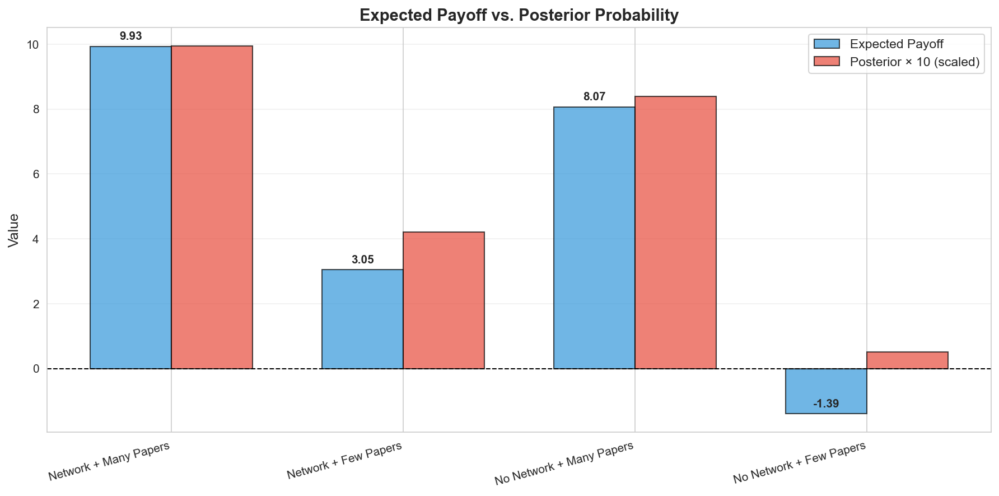 Expected Payoff vs. Posterior Probability
Expected Payoff
Posterior × 10 (scaled)
Value
10
8
6
4
2
0
9.93
3.05
8.07
-1.39
Network + Many Papers
Network + Few Papers
No Network + Many Papers
No Network + Few Papers